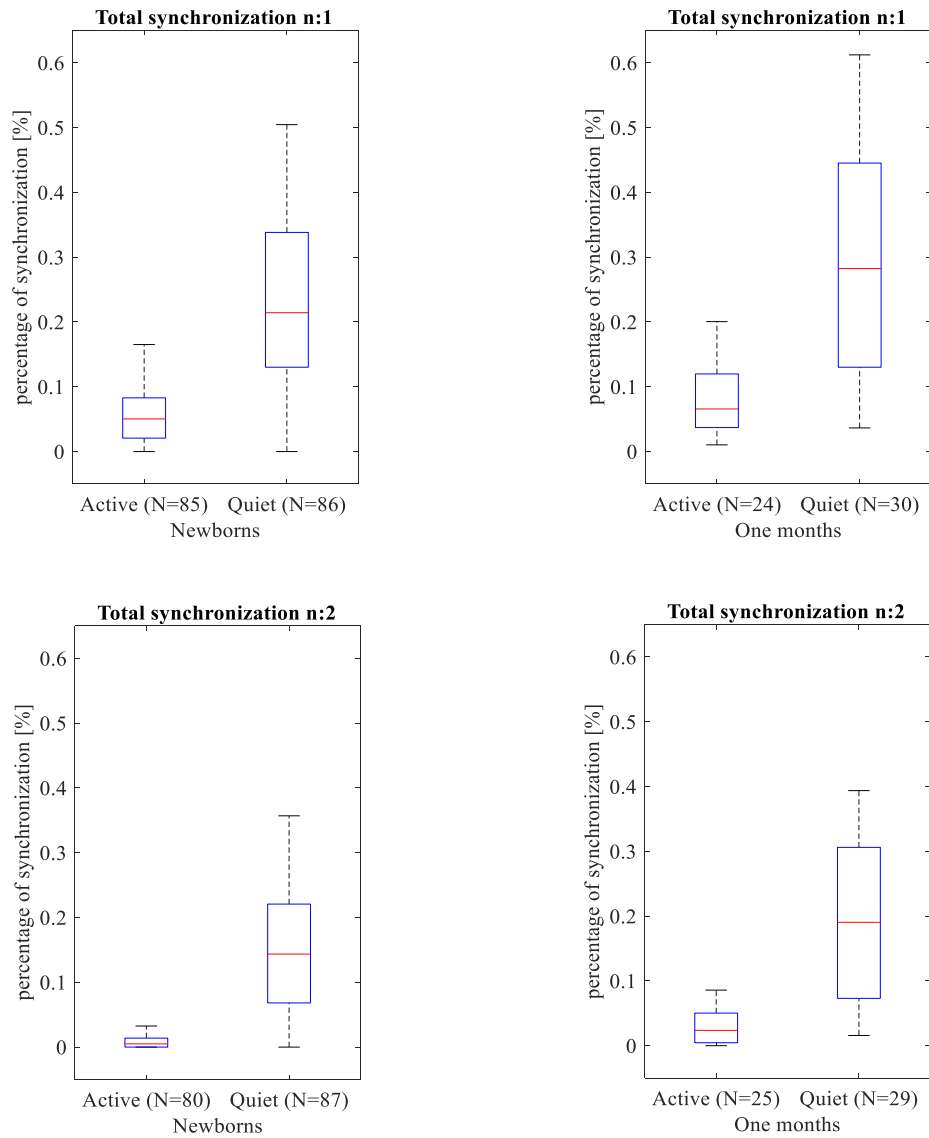 Total synchronization n:1
percentage of synchronization [%]
0.6
0.5
0.4
0.3
0.2
0.1
0
Active (N=85) Quiet (N=86)
Newborns
Total synchronization n:1
percentage of synchronization [%]
0.6
0.5
0.4
0.3
0.2
0.1
0
Active (N=24) Quiet (N=30)
One months
Total synchronization n:2
percentage of synchronization [%]
0.6
0.5
0.4
0.3
0.2
0.1
0
Active (N=80) Quiet (N=87)
Newborns
Total synchronization n:2
percentage of synchronization [%]
0.6
0.5
0.4
0.3
0.2
0.1
0
Active (N=25) Quiet (N=29)
One months